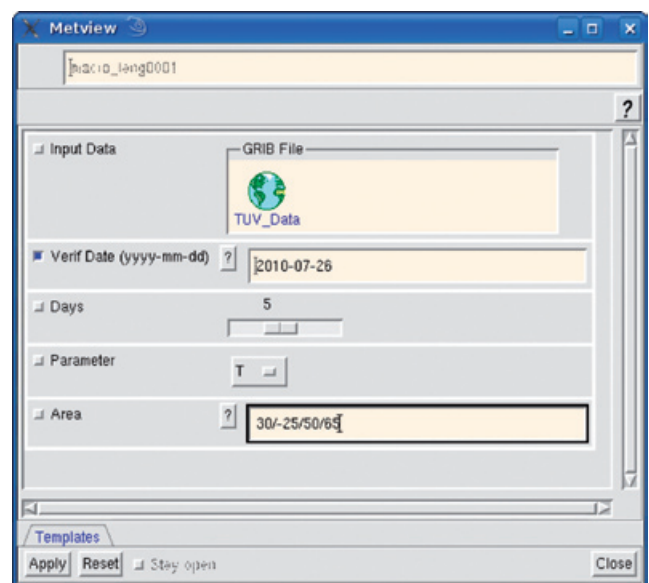 Metview
macro_lang0001
?
Input Data
GRIB File
TUV_Data
Verif Date (yyyy-mm-dd)
?
2010-07-26
Days
5
Parameter
T
Area
?
30/-25/50/65
Templates
Apply
Reset
Stay open
Close